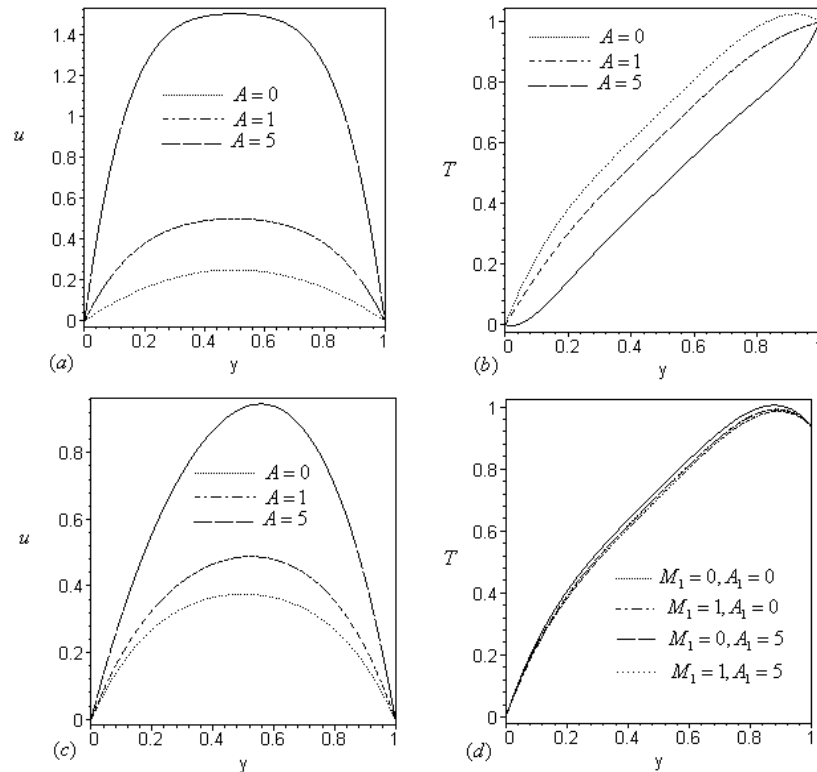 1.4
1.2
1
0.8
0.6
0.4
0.2
0
u
A = 0
A = 1
A = 5
0
0.2
0.4
0.6
0.8
1
(a)
y
1
0.8
0.6
0.4
0.2
0
T
A = 0
A = 1
A = 5
0
0.2
0.4
0.6
0.8
1
(b)
y
0.8
0.6
0.4
0.2
0
u
A = 0
A = 1
A = 5
0
0.2
0.4
0.6
0.8
1
(c)
y
1
0.8
0.6
0.4
0.2
0
T
M₁ = 0, A₁ = 0
M₁ = 1, A₁ = 0
M₁ = 0, A₁ = 5
M₁ = 1, A₁ = 5
0
0.2
0.4
0.6
0.8
1
(d)
y